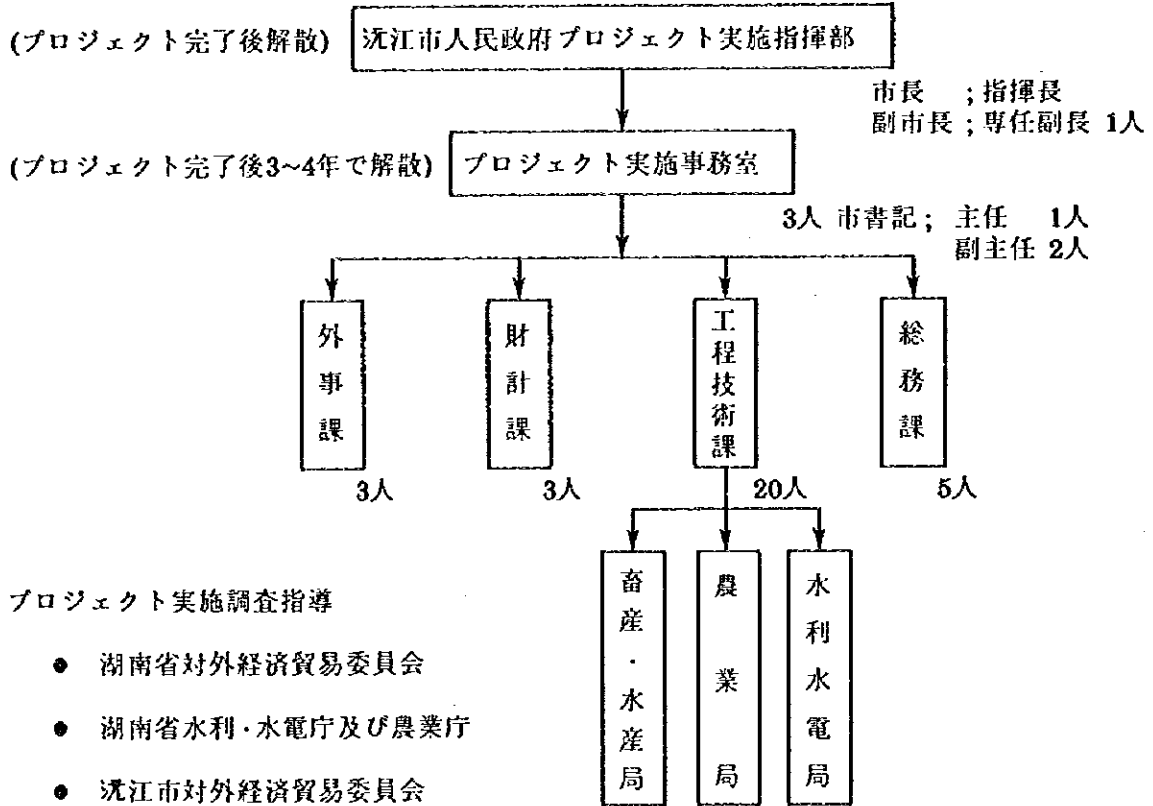 (プロジェクト完了後解散) 沅江市人民政府プロジェクト実施指揮部
市長 ;指揮長
副市長;専任副長 1人
(プロジェクト完了後3~4年で解散) プロジェクト実施事務室
3人 市書記; 主任 1人
副主任 2人
外事課
財計課
工程技術課
総務課
3人 3人 20人 5人
畜産・水産局
農業局
水利水電局
プロジェクト実施調査指導
● 湖南省対外経済貿易委員会
● 湖南省水利・水電庁及び農業庁
● 沅江市対外経済貿易委員会